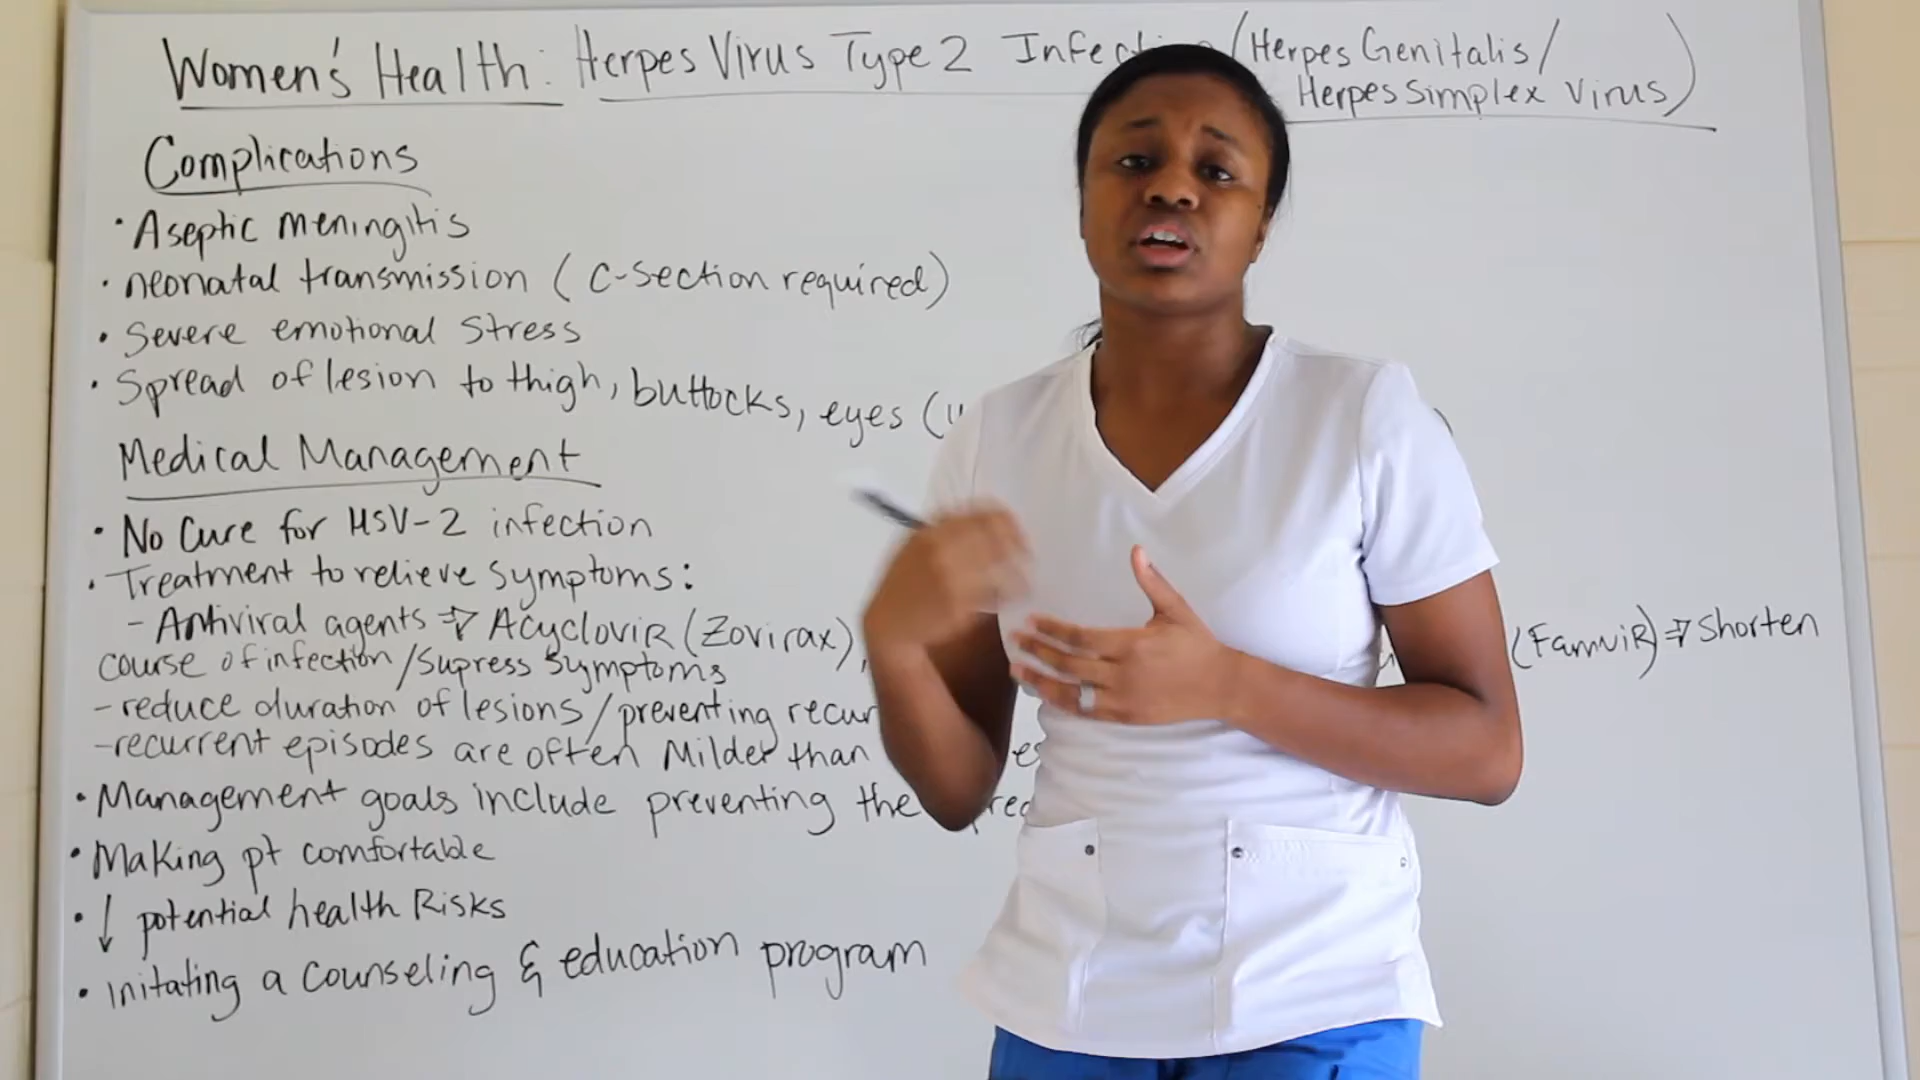 Women's Health: Herpes Virus Type 2 (Herpes Genitalis/
Herpes Simplex Virus)
Complications
• Aseptic meningitis
• neonatal transmission (C-Section required)
• Severe emotional Stress
• Spread of lesion to thigh, buttocks, eyes (
Medical Management
• No Cure for HSV-2 infection
• Treatment to relieve symptoms:
- Antiviral agents ⇒ Acyclovir (Zovirax), (Famvir) ⇒ Shorten
course of infection/supress symptoms
- reduce duration of lesions/preventing
- recurrent episodes are often Milder than
• Management goals include preventing the
• Making pt comfortable
• ↓ potential health Risks
• initating a counseling & education program